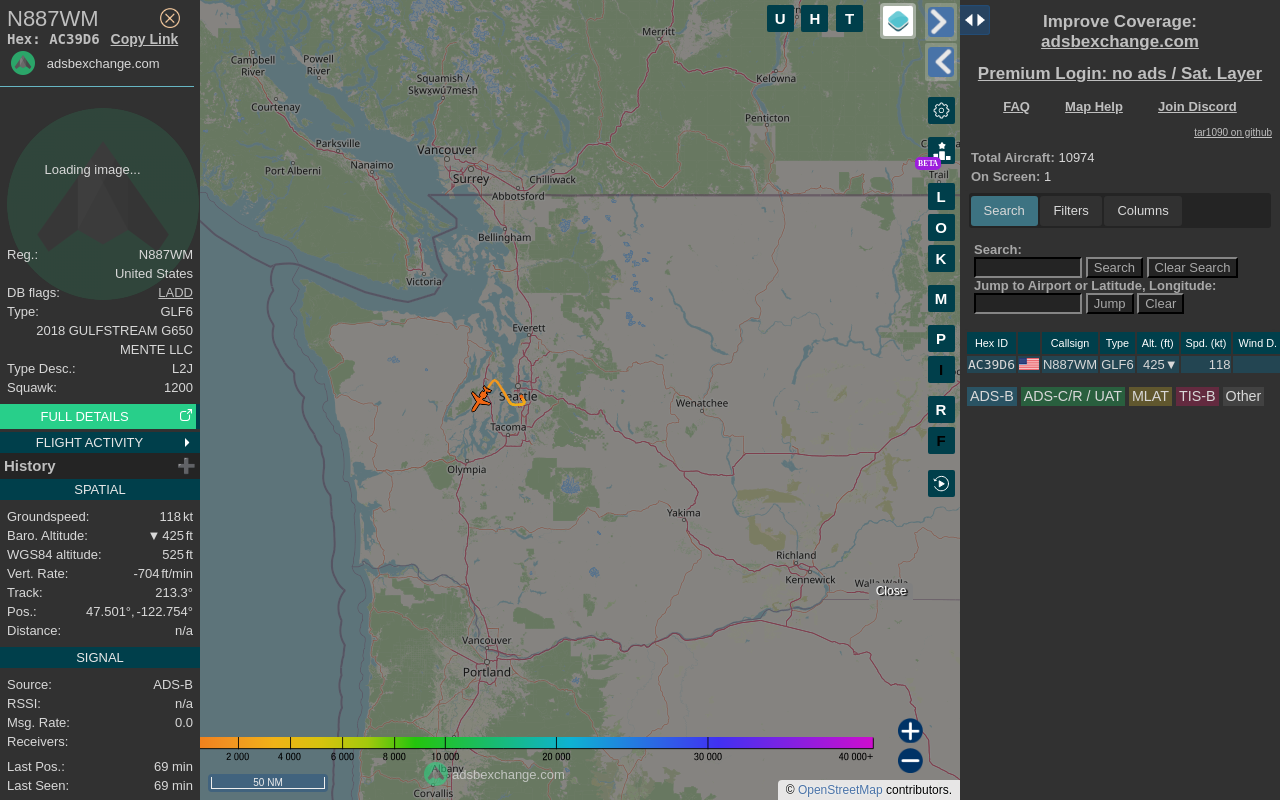 N887WM
Hex: AC39D6 Copy Link
adsbexchange.com
Loading image...
Reg.: N887WM
United States
DB flags: LADD
Type: GLF6
2018 GULFSTREAM G650
MENTE LLC
Type Desc.: L2J
Squawk: 1200
FULL DETAILS
FLIGHT ACTIVITY
History
SPATIAL
Groundspeed: 118 kt
Baro. Altitude: ▼ 425 ft
WGS84 altitude: 525 ft
Vert. Rate: -704 ft/min
Track: 213.3°
Pos.: 47.501°, -122.754°
Distance: n/a
SIGNAL
Source: ADS-B
RSSI: n/a
Msg. Rate: 0.0
Receivers:
Last Pos.: 69 min
Last Seen: 69 min
U H T
Merritt
Campbell
River
Powell
River
Squamish /
Sḵwx̱wú7mesh
Kelowna
Courtenay
Penticton
Parksville
Vancouver
Nanaimo
Port Alberni
Surrey
Chilliwack
Abbotsford
BETA
Trail
Bellingham
Victoria
Everett
Seattle
Wenatchee
Tacoma
Olympia
Yakima
Richland
Kennewick
Walla Walla
Close
Vancouver
Portland
Albany
Corvallis
L
O
K
M
P
I
R
F
2 000 4 000 6 000 8 000 10 000 20 000 30 000 40 000+
adsbexchange.com
50 NM
© OpenStreetMap contributors.
Improve Coverage:
adsbexchange.com
Premium Login: no ads / Sat. Layer
FAQ Map Help Join Discord
tar1090 on github
Total Aircraft: 10974
On Screen: 1
Search Filters Columns
Search:
Search Clear Search
Jump to Airport or Latitude, Longitude:
Jump Clear
Hex ID Callsign Type Alt. (ft) Spd. (kt) Wind D.
AC39D6 N887WM GLF6 425▼ 118
ADS-B ADS-C/R / UAT MLAT TIS-B Other